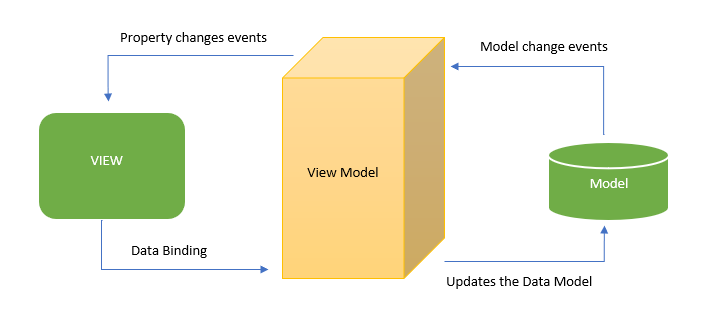 Property changes events
Model change events
VIEW
View Model
Model
Data Binding
Updates the Data Model